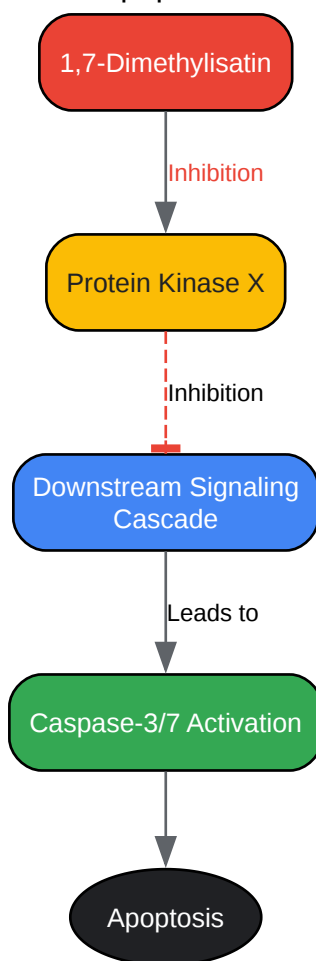 1,7-Dimethylisatin
Inhibition
Protein Kinase X
Inhibition
Downstream Signaling
Cascade
Leads to
Caspase-3/7 Activation
Apoptosis